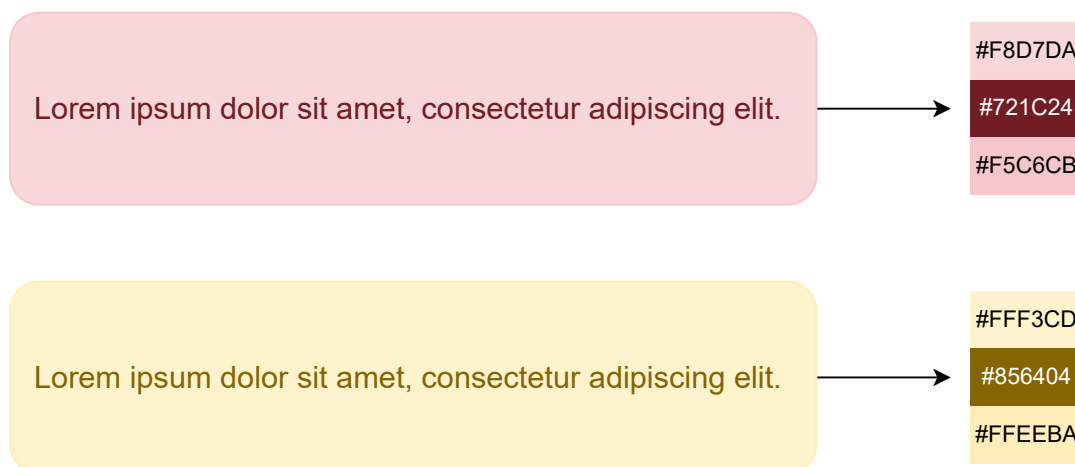 Lorem ipsum dolor sit amet, consectetur adipiscing elit.
#F8D7DA
#721C24
#F5C6CB
Lorem ipsum dolor sit amet, consectetur adipiscing elit.
#FFF3CD
#856404
#FFEEBA